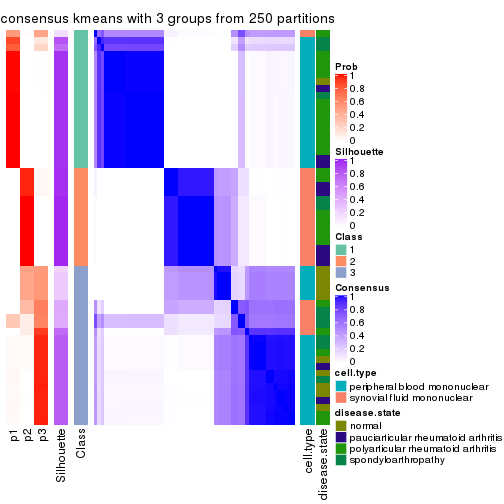 consensus kmeans with 3 groups from 250 partitions
Prob
1
0.8
0.6
0.4
0.2
0
Silhouette
1
0.8
0.6
0.4
0.2
0
Class
1
2
3
Consensus
1
0.8
0.6
0.4
0.2
0
cell.type
peripheral blood mononuclear
synovial fluid mononuclear
disease.state
normal
pauciarticular rheumatoid arthritis
polyarticular rheumatoid arthritis
spondyloarthropathy
p1
p2
p3
Silhouette
Class
cell.type
disease.state